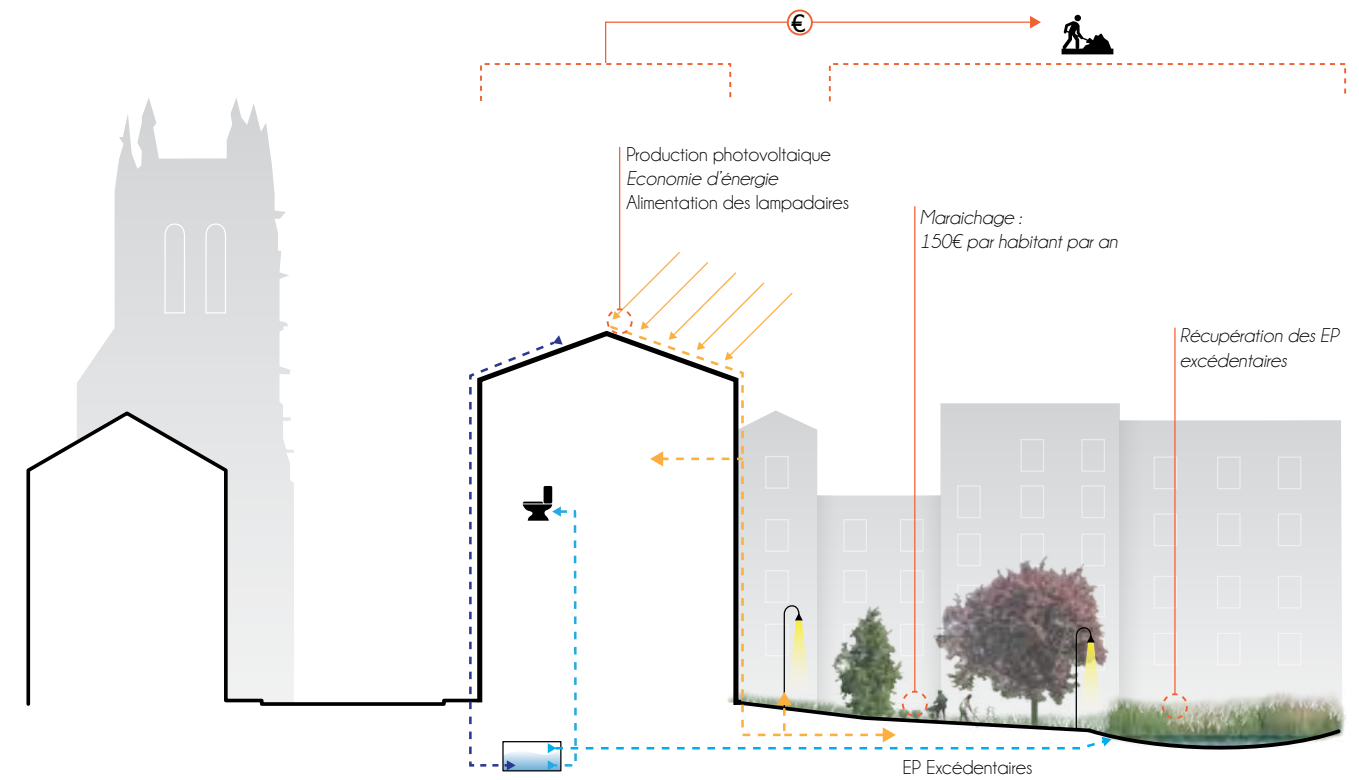 €
Production photovoltaique
Economie d'énergie
Alimentation des lampadaires
Maraichage :
150€ par habitant par an
Récupération des EP
excédentaires
EP Excédentaires